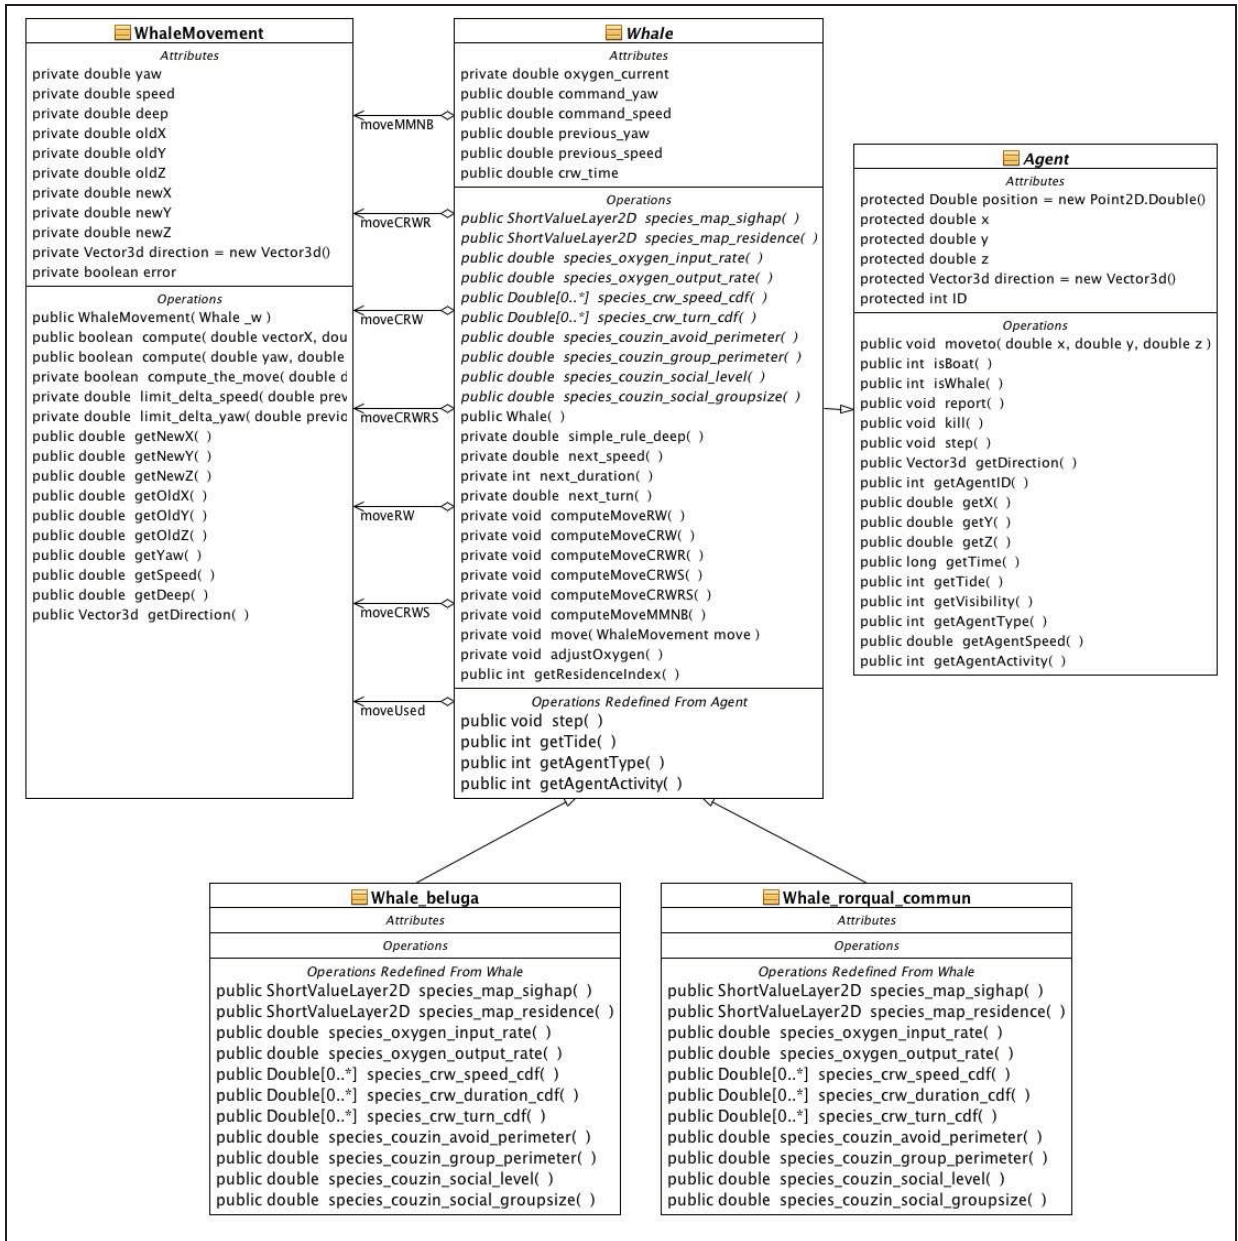 WhaleMovement
Attributes
private double yaw
private double speed
private double deep
private double oldX
private double oldY
private double oldZ
private double newX
private double newY
private double newZ
private Vector3d direction = new Vector3d()
private boolean error
Operations
public WhaleMovement( Whale _w )
public boolean compute( double vectorX, dou
public boolean compute( double yaw, double
private boolean compute_the_move( double d
private double limit_delta_speed( double prev
private double limit_delta_yaw( double previo
public double getNewX( )
public double getNewY( )
public double getNewZ( )
public double getOldX( )
public double getOldY( )
public double getOldZ( )
public double getYaw( )
public double getSpeed( )
public double getDeep( )
public Vector3d getDirection( )
moveMMNB
moveCRWR
moveCRW
moveCRWRS
moveRW
moveCRWS
moveUsed
Whale
Attributes
private double oxygen_current
public double command_yaw
public double command_speed
public double previous_yaw
public double previous_speed
public double crw_time
Operations
public ShortValueLayer2D species_map_sighap( )
public ShortValueLayer2D species_map_residence( )
public double species_oxygen_input_rate( )
public double species_oxygen_output_rate( )
public Double[0..*] species_crw_speed_cdf( )
public Double[0..*] species_crw_turn_cdf( )
public double species_couzin_avoid_perimeter( )
public double species_couzin_group_perimeter( )
public double species_couzin_social_level( )
public double species_couzin_social_groupsize( )
public Whale( )
private double simple_rule_deep( )
private double next_speed( )
private int next_duration( )
private double next_turn( )
private void computeMoveRW( )
private void computeMoveCRW( )
private void computeMoveCRWR( )
private void computeMoveCRWS( )
private void computeMoveCRWRS( )
private void computeMoveMMNB( )
private void move( WhaleMovement move )
private void adjustOxygen( )
public int getResidenceIndex( )
Operations Redefined From Agent
public void step( )
public int getTide( )
public int getAgentType( )
public int getAgentActivity( )
Agent
Attributes
protected Double position = new Point2D.Double()
protected double x
protected double y
protected double z
protected Vector3d direction = new Vector3d()
protected int ID
Operations
public void moveto( double x, double y, double z )
public int isBoat( )
public int isWhale( )
public void report( )
public void kill( )
public void step( )
public Vector3d getDirection( )
public int getAgentID( )
public double getX( )
public double getY( )
public double getZ( )
public long getTime( )
public int getTide( )
public int getVisibility( )
public int getAgentType( )
public double getAgentSpeed( )
public int getAgentActivity( )
Whale_beluga
Attributes
Operations
Operations Redefined From Whale
public ShortValueLayer2D species_map_sighap( )
public ShortValueLayer2D species_map_residence( )
public double species_oxygen_input_rate( )
public double species_oxygen_output_rate( )
public Double[0..*] species_crw_speed_cdf( )
public Double[0..*] species_crw_duration_cdf( )
public Double[0..*] species_crw_turn_cdf( )
public double species_couzin_avoid_perimeter( )
public double species_couzin_group_perimeter( )
public double species_couzin_social_level( )
public double species_couzin_social_groupsize( )
Whale_rorqual_commun
Attributes
Operations
Operations Redefined From Whale
public ShortValueLayer2D species_map_sighap( )
public ShortValueLayer2D species_map_residence( )
public double species_oxygen_input_rate( )
public double species_oxygen_output_rate( )
public Double[0..*] species_crw_speed_cdf( )
public Double[0..*] species_crw_duration_cdf( )
public Double[0..*] species_crw_turn_cdf( )
public double species_couzin_avoid_perimeter( )
public double species_couzin_group_perimeter( )
public double species_couzin_social_level( )
public double species_couzin_social_groupsize( )